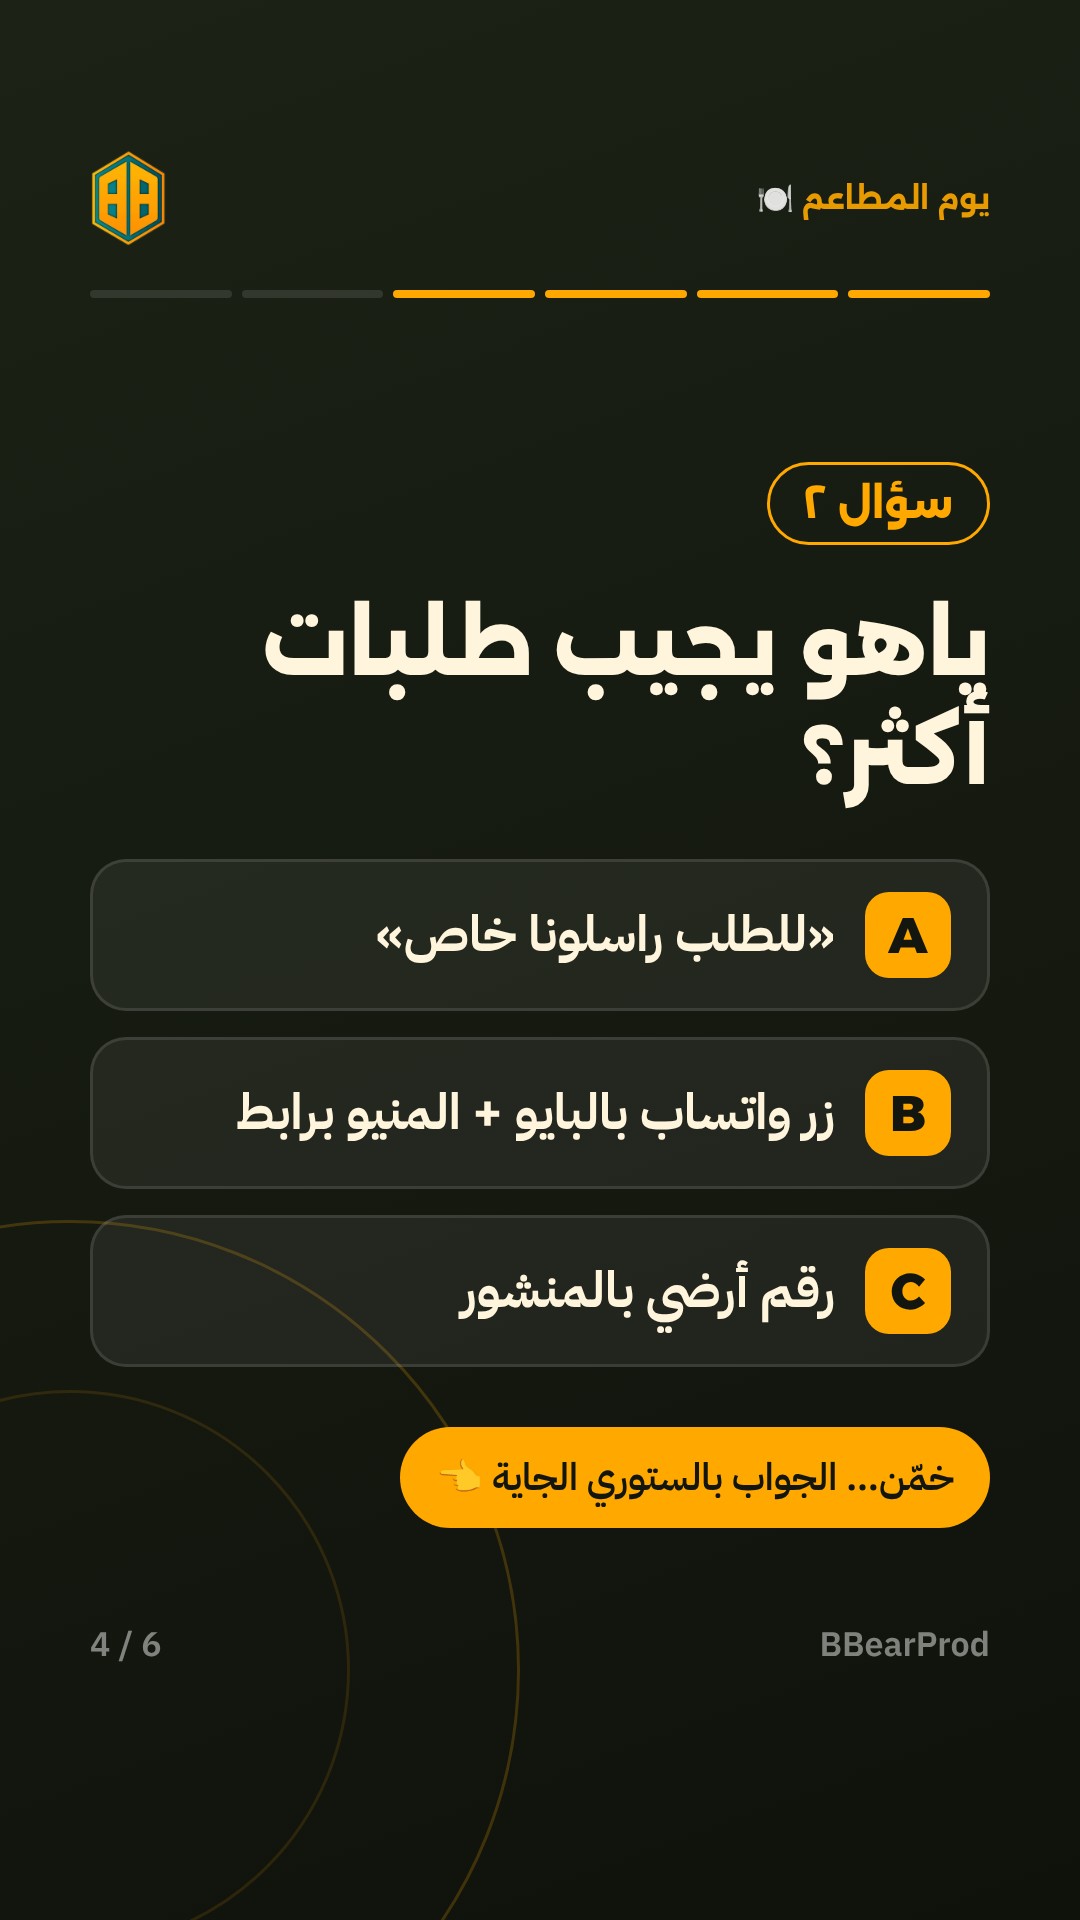 يوم المطاعم 🍽️
BB
سؤال ٢
ياهو يجيب طلبات
أكثر؟
A «للطلب راسلونا خاص»
B زر واتساب بالبايو + المنيو برابط
C رقم أرضي بالمنشور
خمّن... الجواب بالستوري الجاية 👈
BBearProd
4 / 6